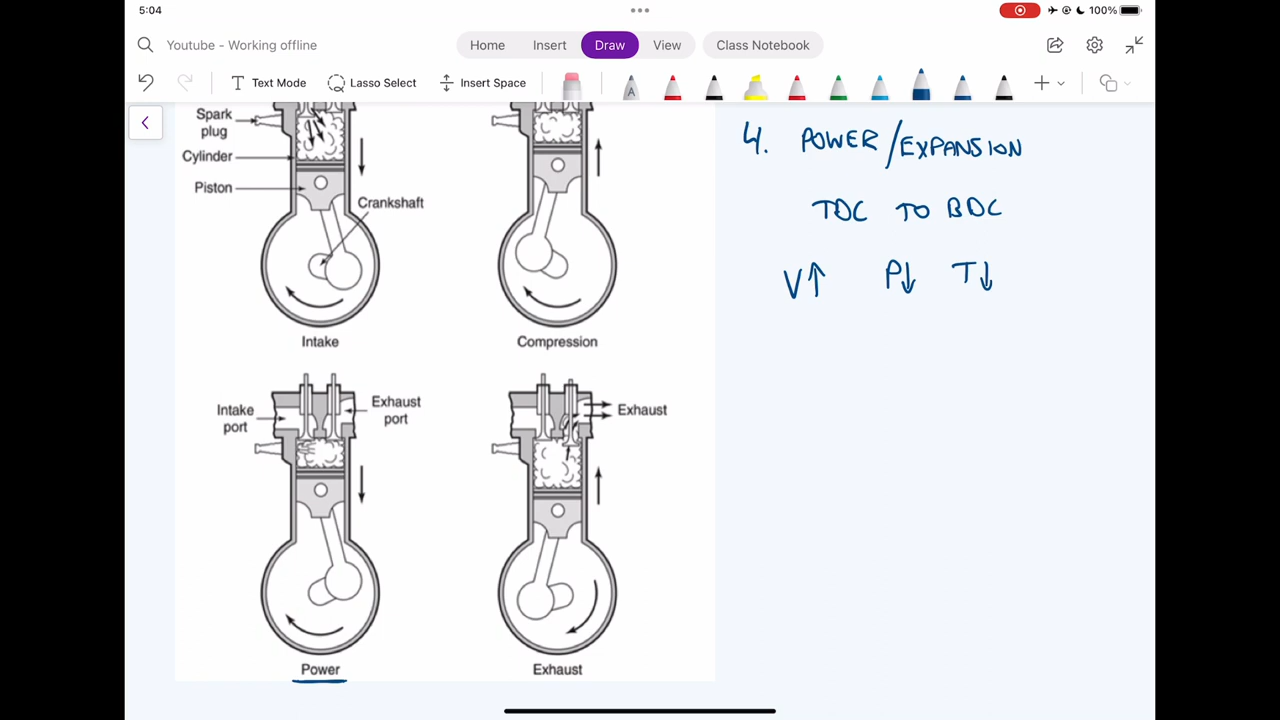 5:04
100%
Youtube - Working offline
Home Insert Draw View Class Notebook
Text Mode Lasso Select Insert Space
A
Spark
plug
Cylinder
Piston
Crankshaft
Intake
Compression
Intake
port
Exhaust
port
Exhaust
Power
Exhaust
4. POWER/EXPANSION
TDC TO BDC
V↑ P↓ T↓